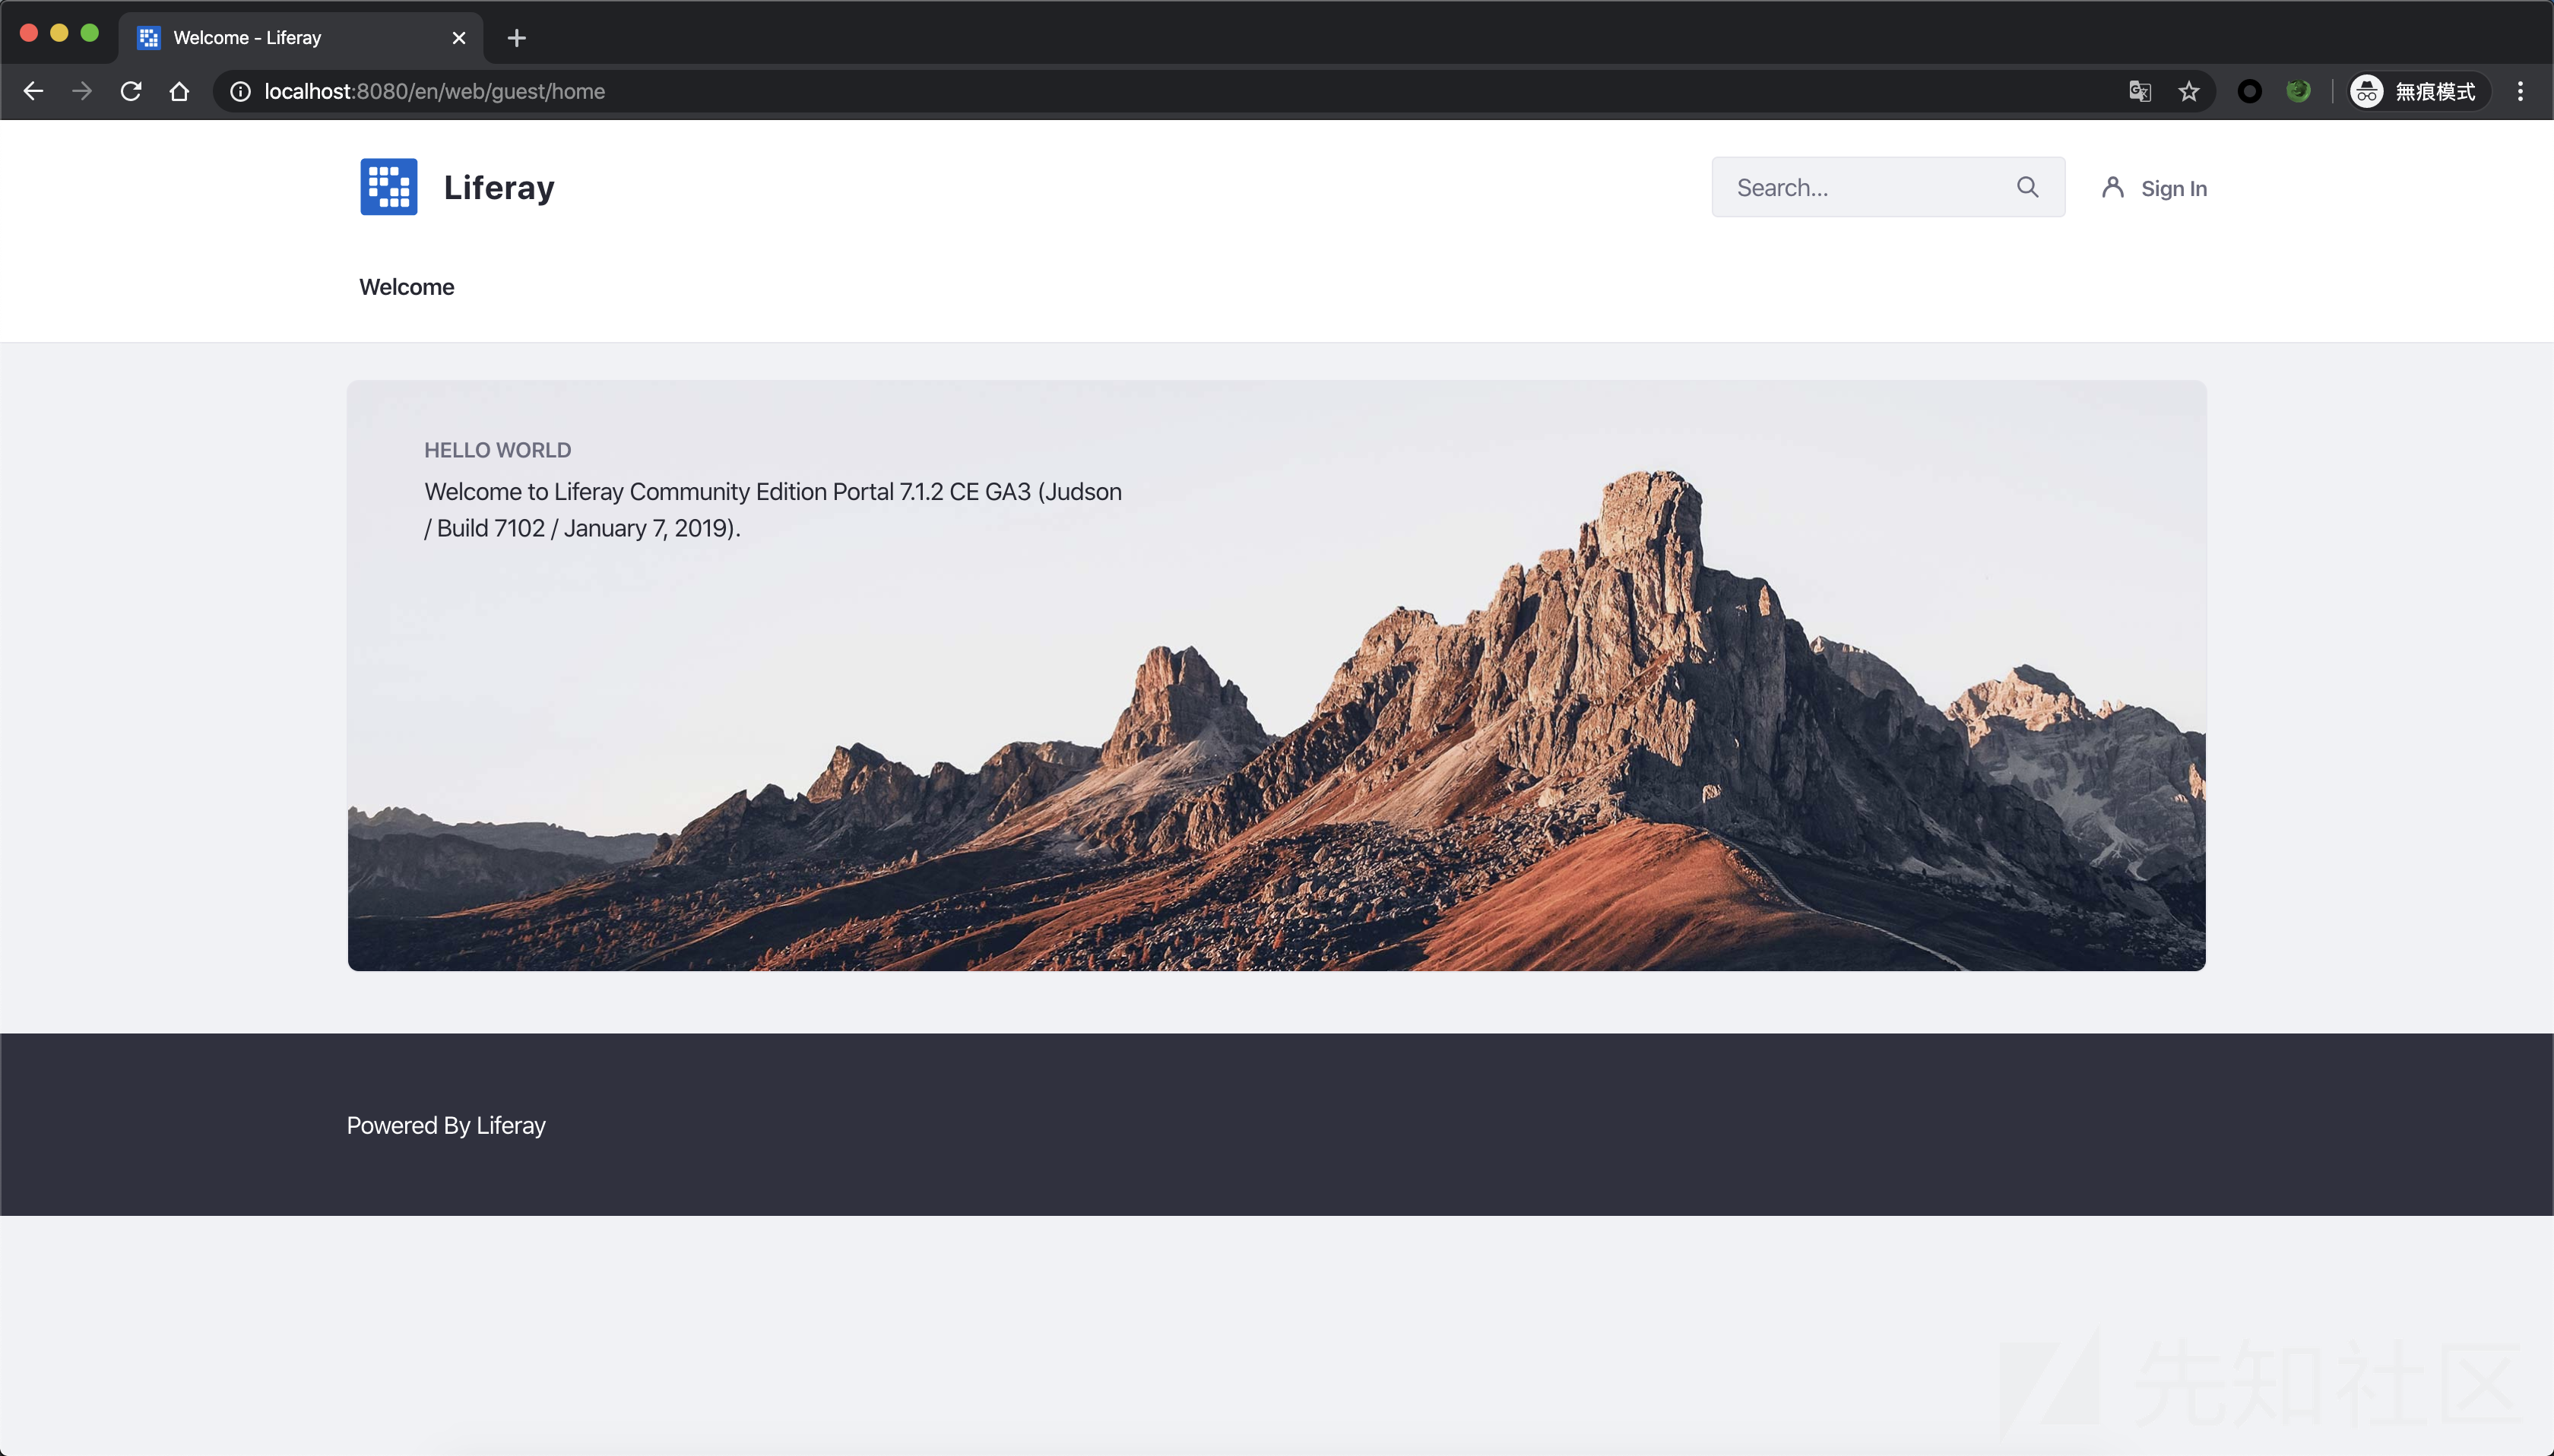 Welcome - Liferay
localhost:8080/en/web/guest/home
無痕模式
Liferay
Search...
Sign In
Welcome
HELLO WORLD
Welcome to Liferay Community Edition Portal 7.1.2 CE GA3 (Judson
/ Build 7102 / January 7, 2019).
Powered By Liferay
先知社区